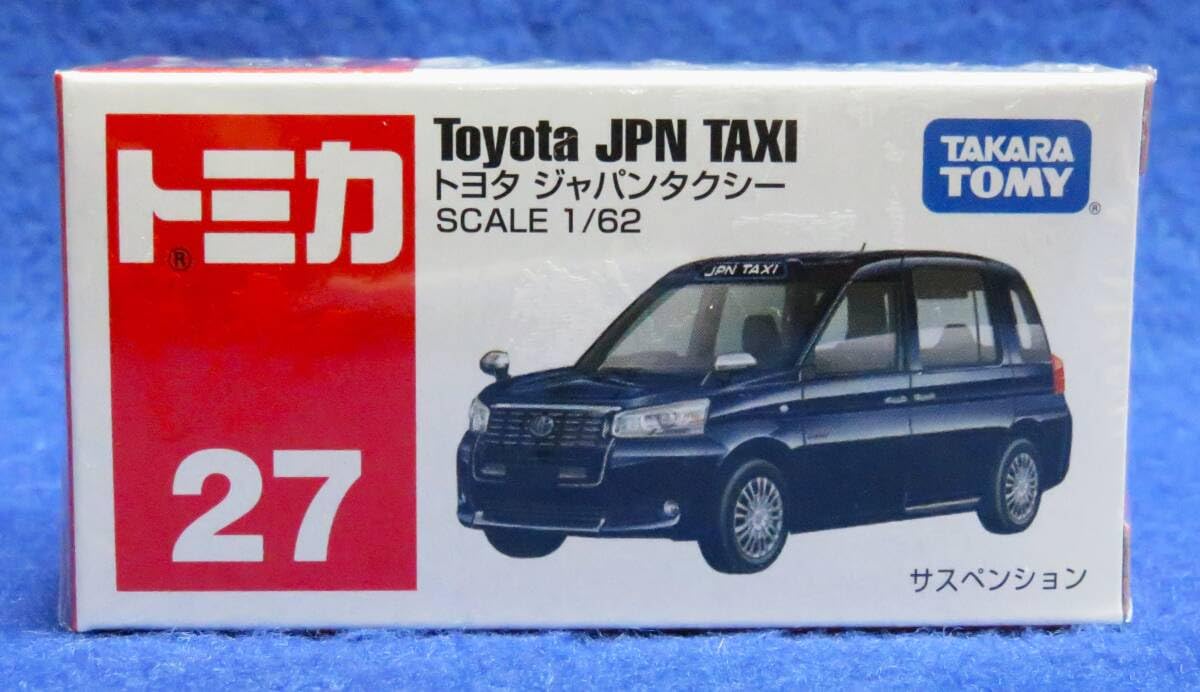 トミカ®
27
Toyota JPN TAXI
トヨタ ジャパンタクシー
SCALE 1/62
TAKARA
TOMY®
JPN TAXI
サスペンション